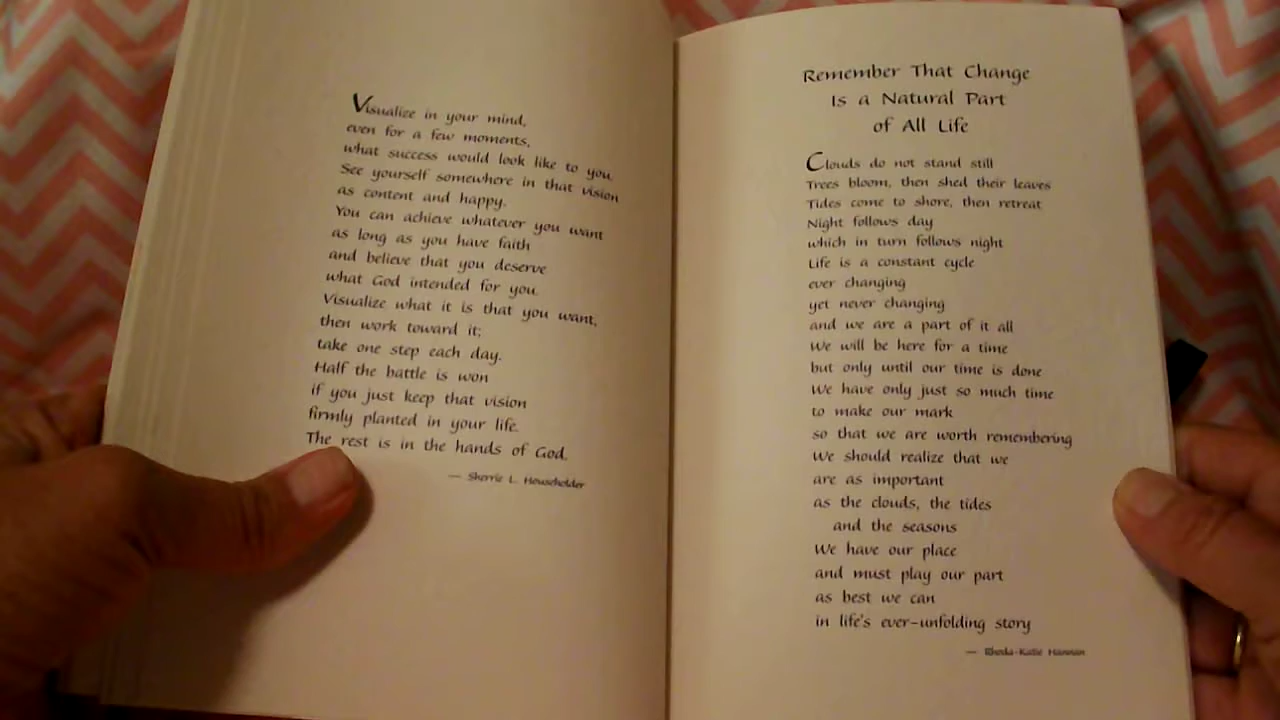 Visualize in your mind,
even for a few moments,
what success would look like to you.
See yourself somewhere in that vision
as content and happy.
You can achieve whatever you want
as long as you have faith
and believe that you deserve
what God intended for you.
Visualize what it is that you want,
then work toward it;
take one step each day.
Half the battle is won
if you just keep that vision
firmly planted in your life.
The rest is in the hands of God.
— Sherrie L. Householder
Remember That Change
Is a Natural Part
of All Life
Clouds do not stand still
Trees bloom, then shed their leaves
Tides come to shore, then retreat
Night follows day
which in turn follows night
Life is a constant cycle
ever changing
yet never changing
and we are a part of it all
We will be here for a time
but only until our time is done
We have only just so much time
to make our mark
so that we are worth remembering
We should realize that we
are as important
as the clouds, the tides
and the seasons
We have our place
and must play our part
as best we can
in life's ever-unfolding story
— Rhoda-Katie Hannan